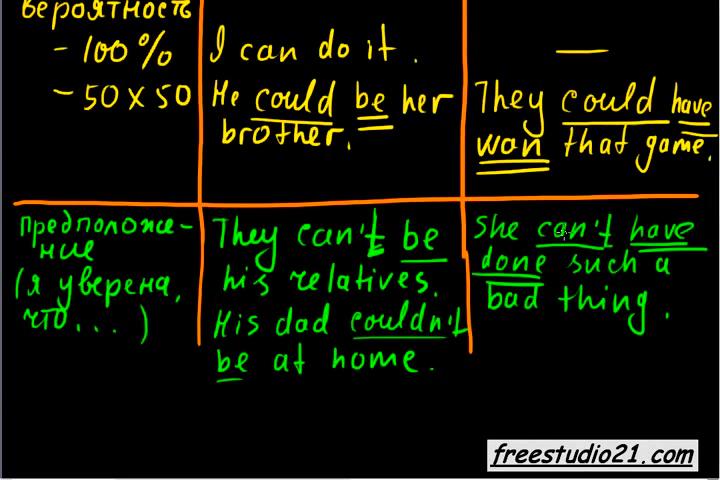 вероятность
- 100 %
- 50 x 50
I can do it.
He could be her
brother.
—
They could have
won that game.
предположе-
ние
(я уверена,
что...)
They can't be
his relatives.
His dad couldn't
be at home.
She can't have
done such a
bad thing.
freestudio21.com